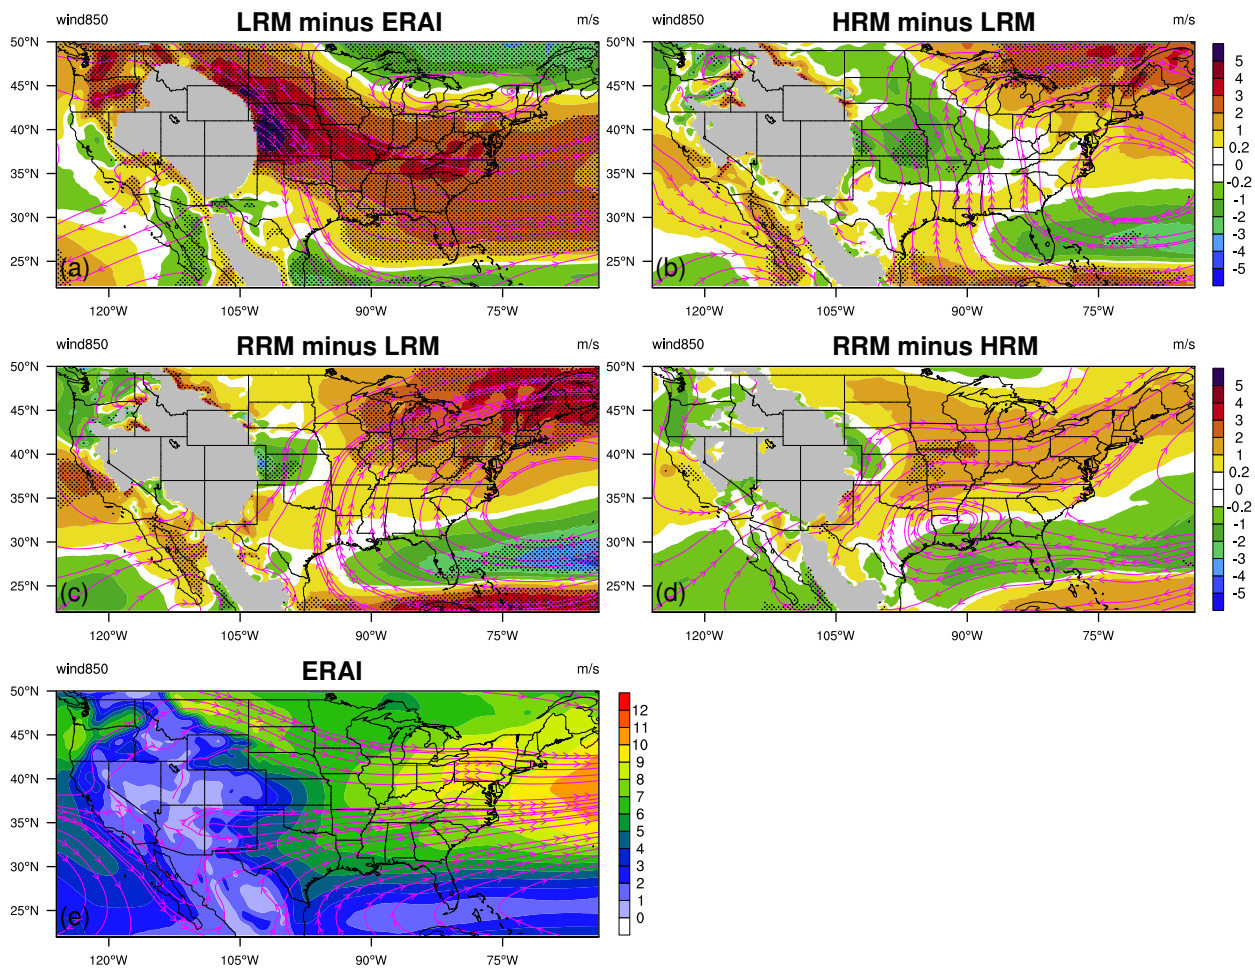 wind850 LRM minus ERAI m/s
50°N
45°N
40°N
35°N
30°N
25°N
(a)
120°W 105°W 90°W 75°W
wind850 HRM minus LRM m/s
50°N
45°N
40°N
35°N
30°N
25°N
(b)
120°W 105°W 90°W 75°W
5
4
3
2
1
0.2
0
-0.2
-1
-2
-3
-4
-5
wind850 RRM minus LRM m/s
50°N
45°N
40°N
35°N
30°N
25°N
(c)
120°W 105°W 90°W 75°W
wind850 RRM minus HRM m/s
50°N
45°N
40°N
35°N
30°N
25°N
(d)
120°W 105°W 90°W 75°W
5
4
3
2
1
0.2
0
-0.2
-1
-2
-3
-4
-5
wind850 ERAI m/s
50°N
45°N
40°N
35°N
30°N
25°N
(e)
120°W 105°W 90°W 75°W
12
11
10
9
8
7
6
5
4
3
2
1
0